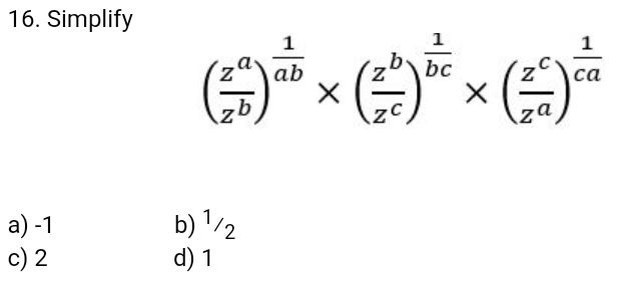 16. Simplify
(z^a/z^b)^(1/ab) × (z^b/z^c)^(1/bc) × (z^c/z^a)^(1/ca)
a) -1 b) 1/2
c) 2 d) 1